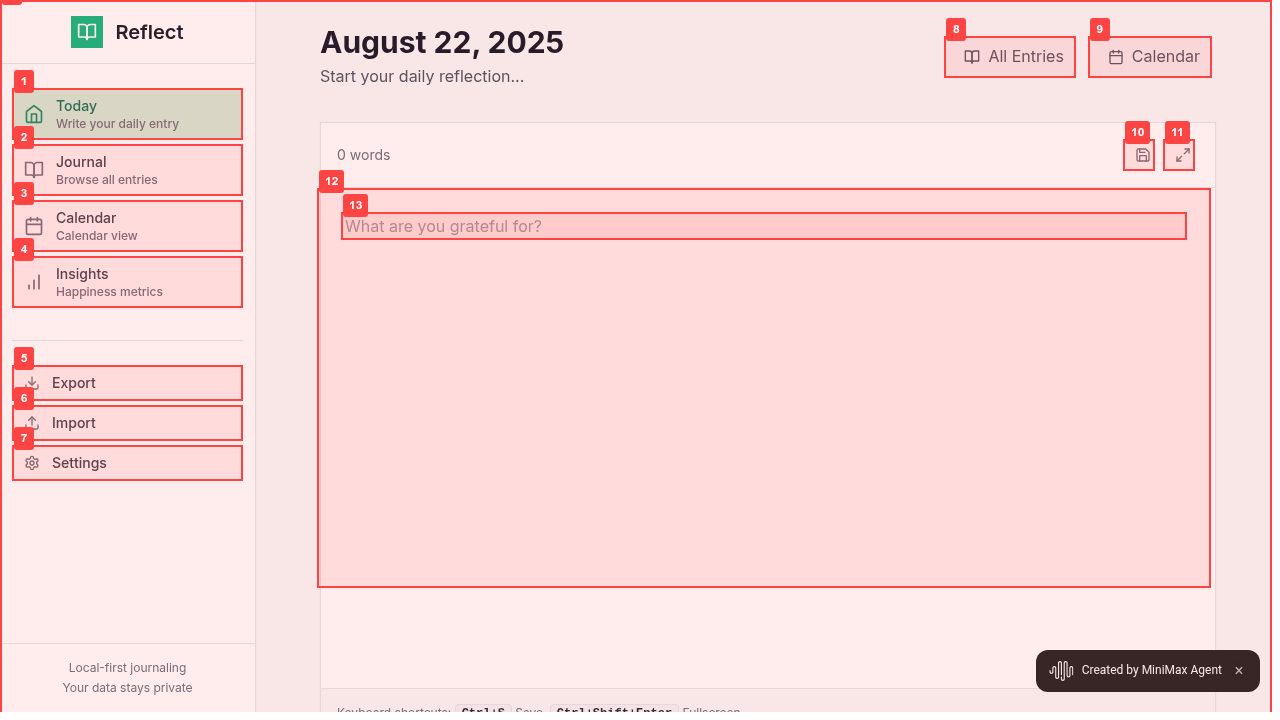 Reflect
1
Today
Write your daily entry
2
Journal
Browse all entries
3
Calendar
Calendar view
4
Insights
Happiness metrics
5
Export
6
Import
7
Settings
Local-first journaling
Your data stays private
August 22, 2025
Start your daily reflection...
8
All Entries
9
Calendar
0 words
10
11
12
13
What are you grateful for?
Created by MiniMax Agent ×
Keyboard shortcuts: Ctrl+S Save, Ctrl+Shift+Enter Fullscreen